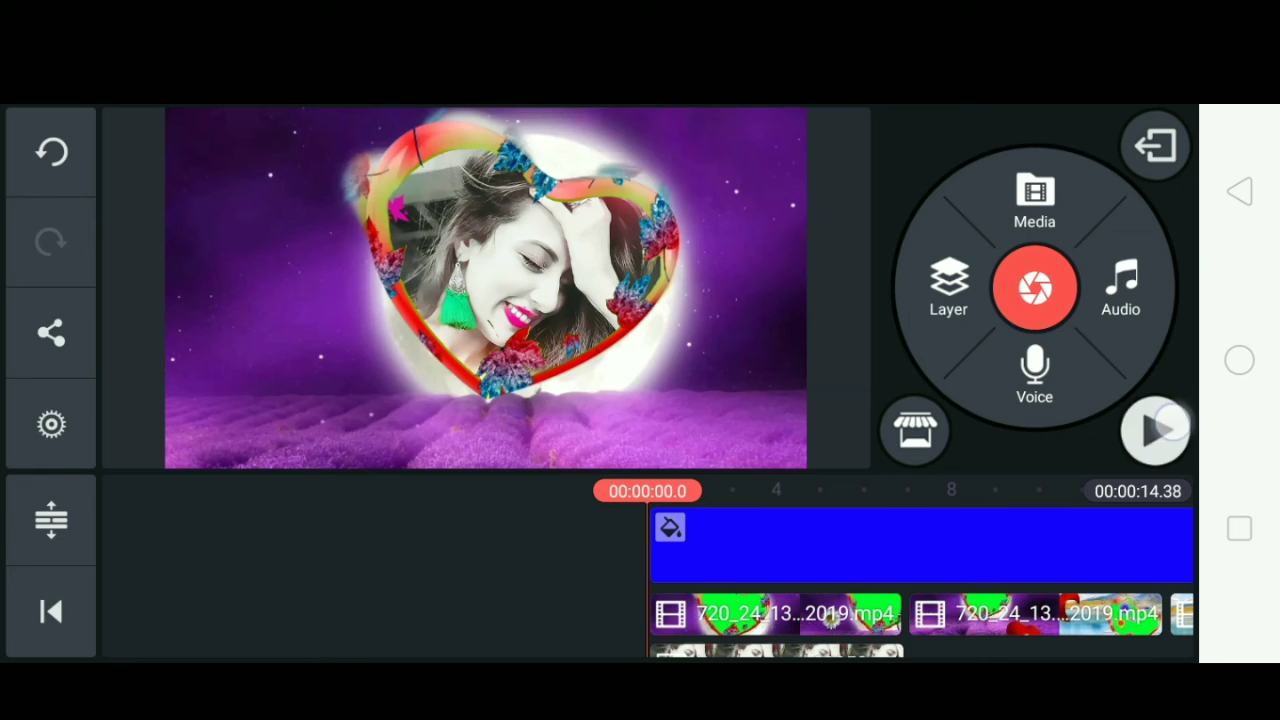 Media
Layer
Audio
Voice
00:00:00.0
4
8
00:00:14.38
720_24_13...2019.mp4
720_24_13....2019.mp4